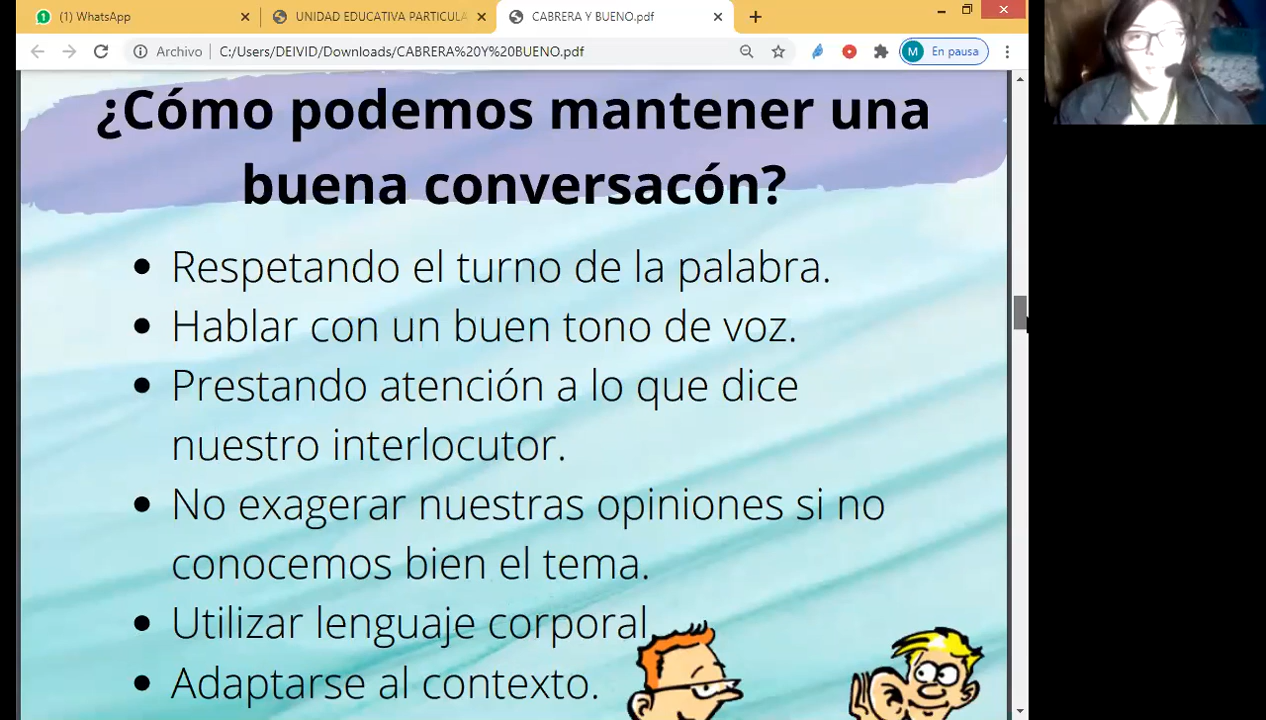 (1) WhatsApp
UNIDAD EDUCATIVA PARTICULA
CABRERA Y BUENO.pdf
Archivo
C:/Users/DEIVID/Downloads/CABRERA%20Y%20BUENO.pdf
M
En pausa
¿Cómo podemos mantener una
buena conversacón?
• Respetando el turno de la palabra.
• Hablar con un buen tono de voz.
• Prestando atención a lo que dice
nuestro interlocutor.
• No exagerar nuestras opiniones si no
conocemos bien el tema.
• Utilizar lenguaje corporal.
• Adaptarse al contexto.